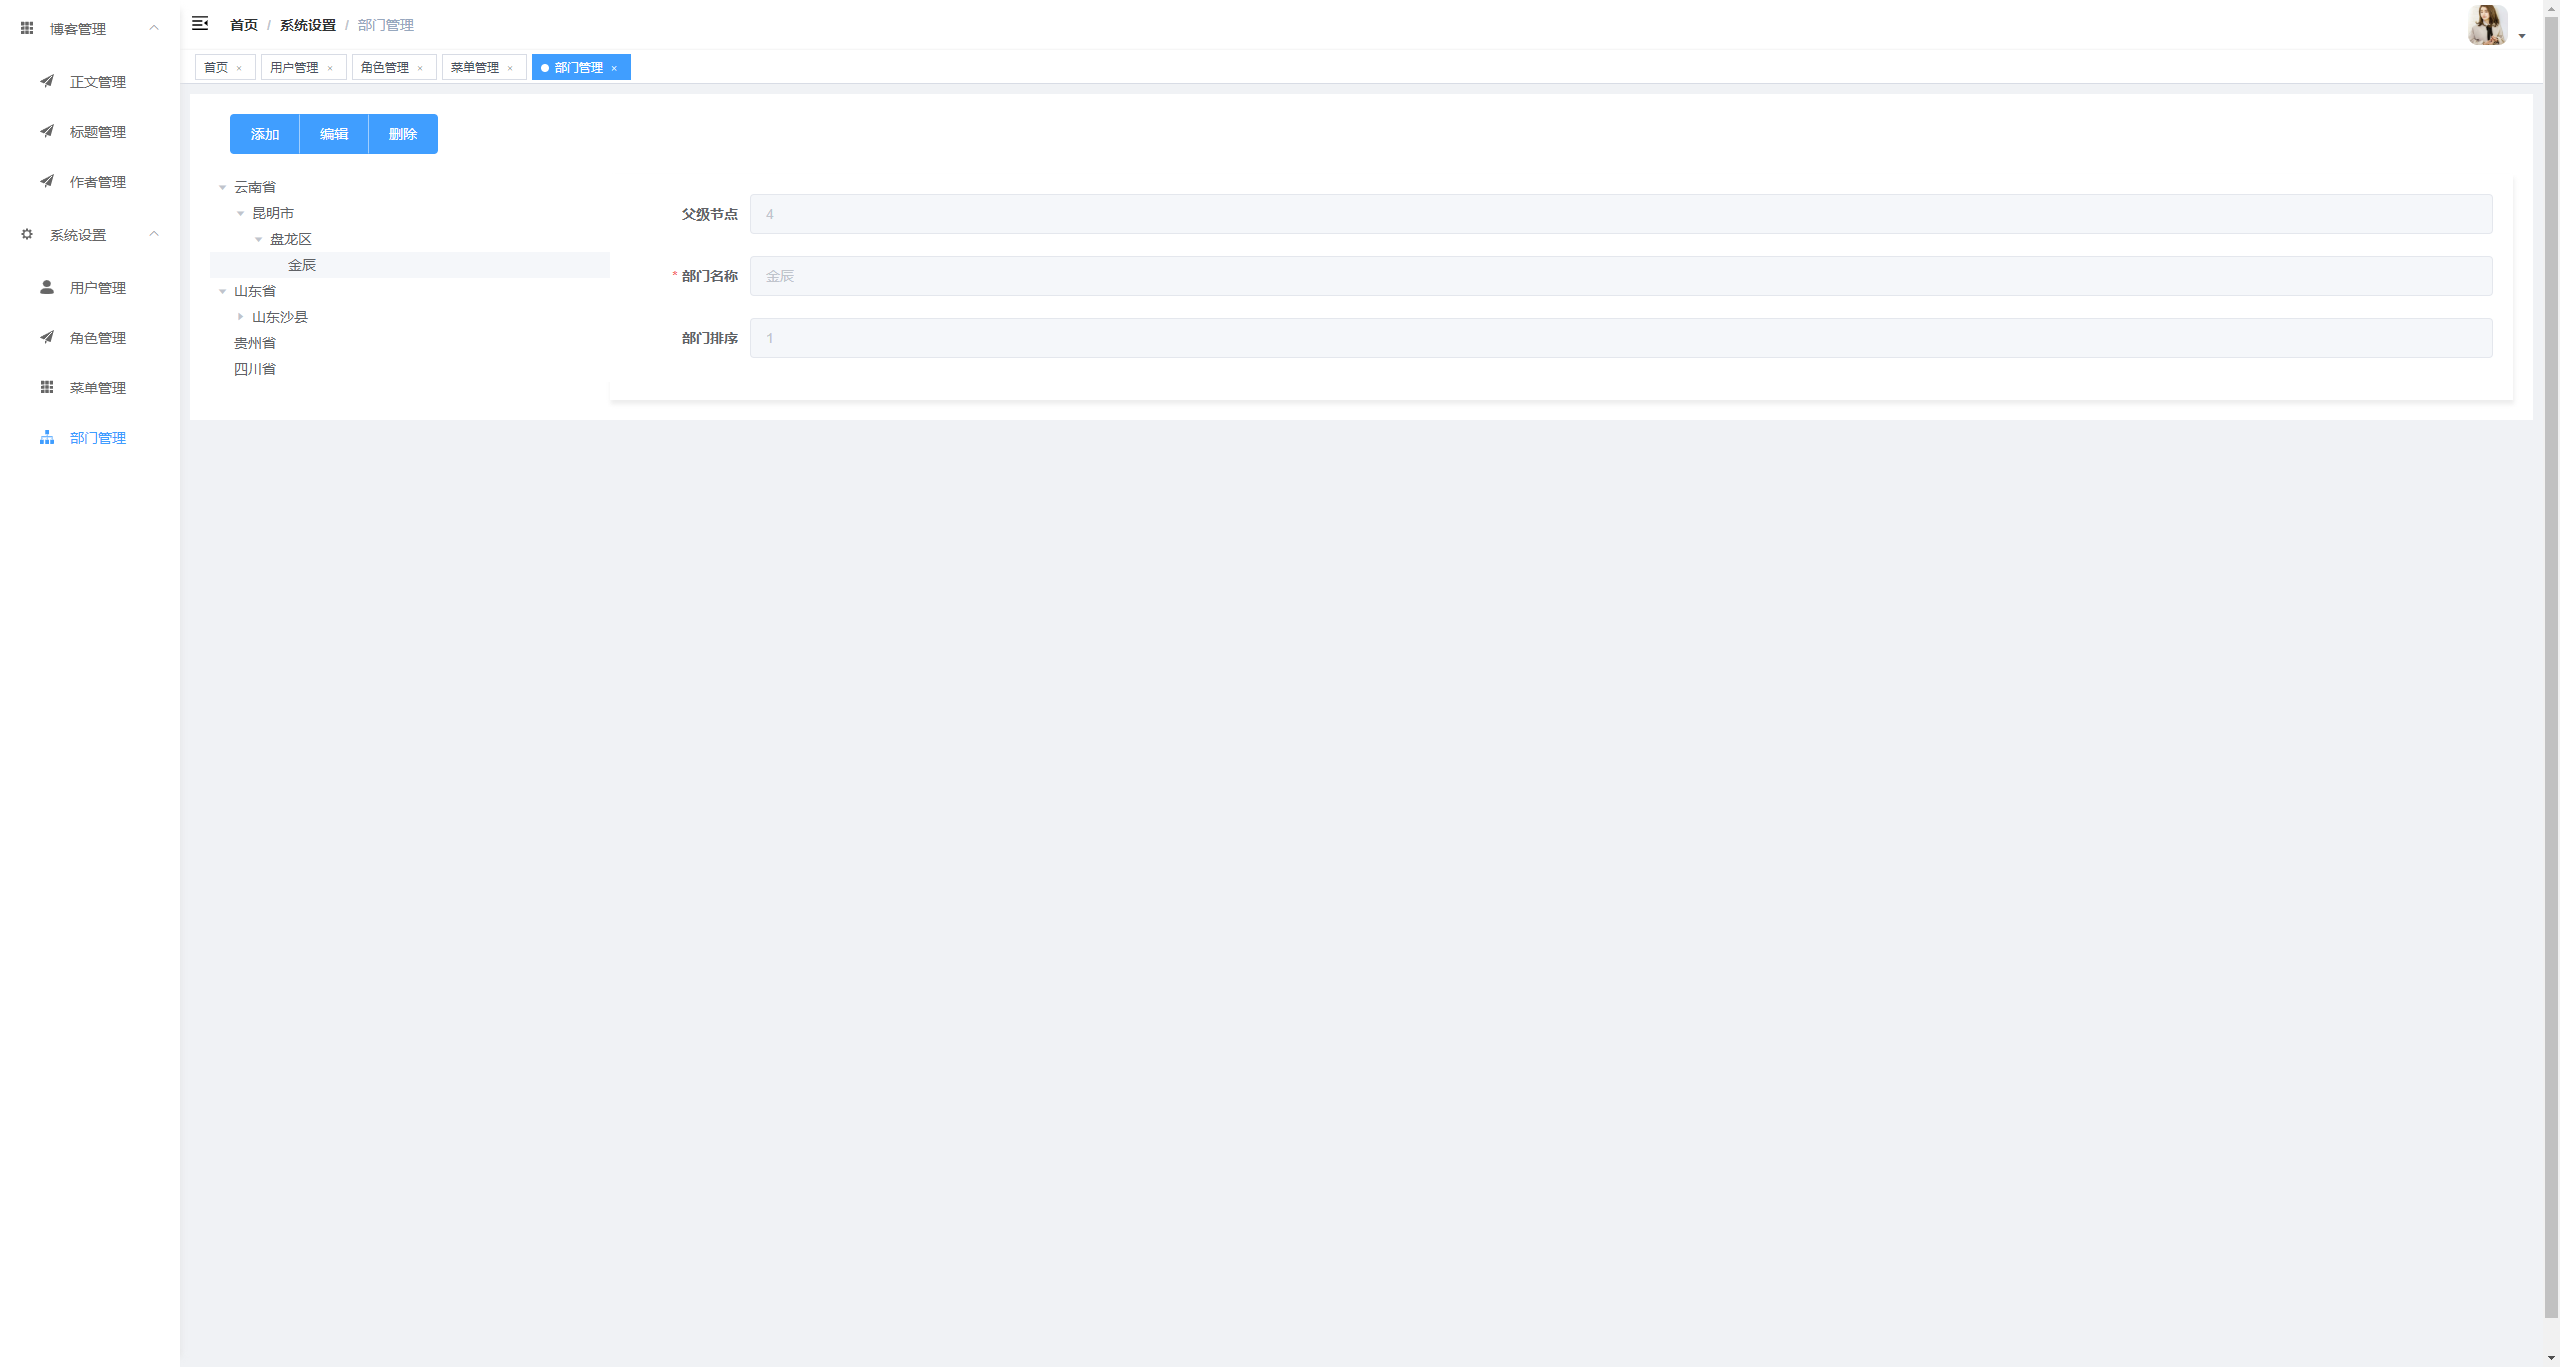 博客管理
正文管理
标题管理
作者管理
系统设置
用户管理
角色管理
菜单管理
部门管理
首页 / 系统设置 / 部门管理
首页 × 用户管理 × 角色管理 × 菜单管理 × 部门管理 ×
添加 编辑 删除
云南省
昆明市
盘龙区
金辰
山东省
山东沙县
贵州省
四川省
父级节点 4
* 部门名称 金辰
部门排序 1